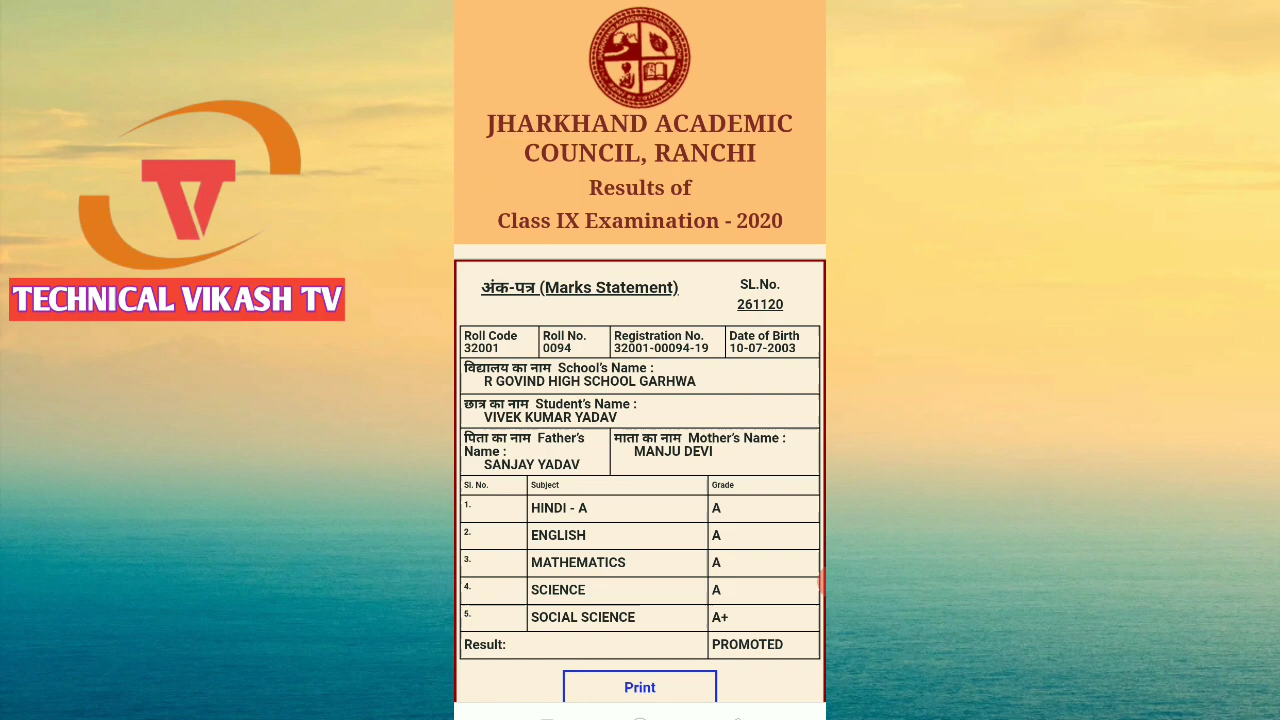 TECHNICAL VIKASH TV
JHARKHAND ACADEMIC
COUNCIL, RANCHI
Results of
Class IX Examination - 2020
अंक-पत्र (Marks Statement)
SL.No.
261120
Roll Code Roll No. Registration No. Date of Birth
32001 0094 32001-00094-19 10-07-2003
विद्यालय का नाम School's Name :
R GOVIND HIGH SCHOOL GARHWA
छात्र का नाम Student's Name :
VIVEK KUMAR YADAV
पिता का नाम Father's
Name :
SANJAY YADAV
माता का नाम Mother's Name :
MANJU DEVI
Sl. No. Subject Grade
1. HINDI - A A
2. ENGLISH A
3. MATHEMATICS A
4. SCIENCE A
5. SOCIAL SCIENCE A+
Result: PROMOTED
Print